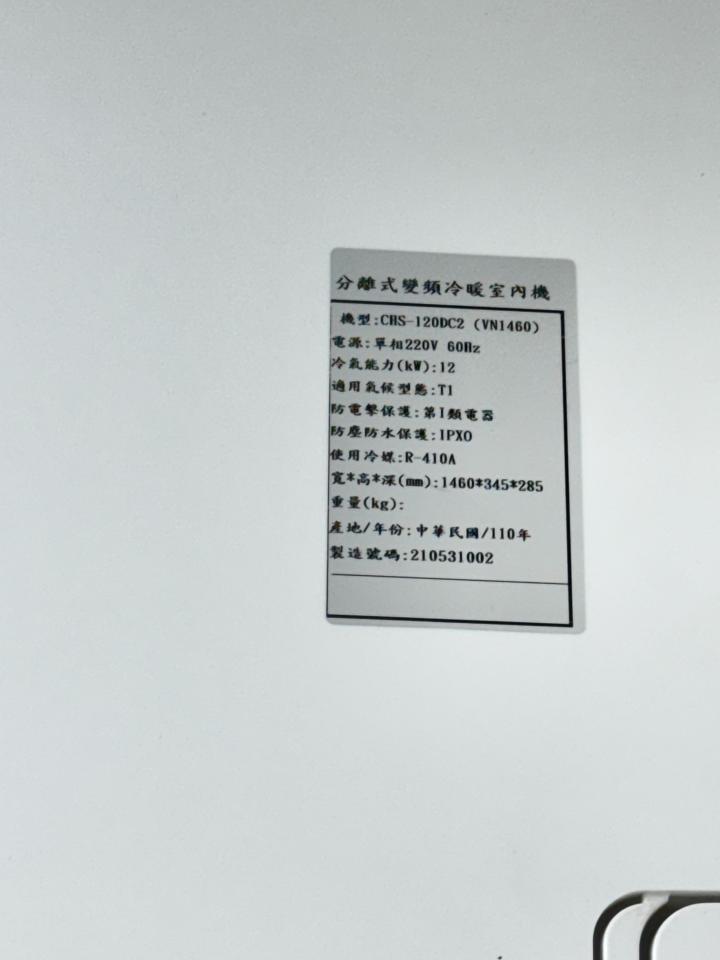 分離式變頻冷暖室內機
機型:CHS-120DC2 (VN1460)
電源:單相220V 60Hz
冷氣能力(kW):12
適用氣候型態:T1
防電擊保護:第I類電器
防塵防水保護:IPXO
使用冷媒:R-410A
寬*高*深(mm):1460*345*285
重量(kg):
產地/年份:中華民國/110年
製造號碼:210531002